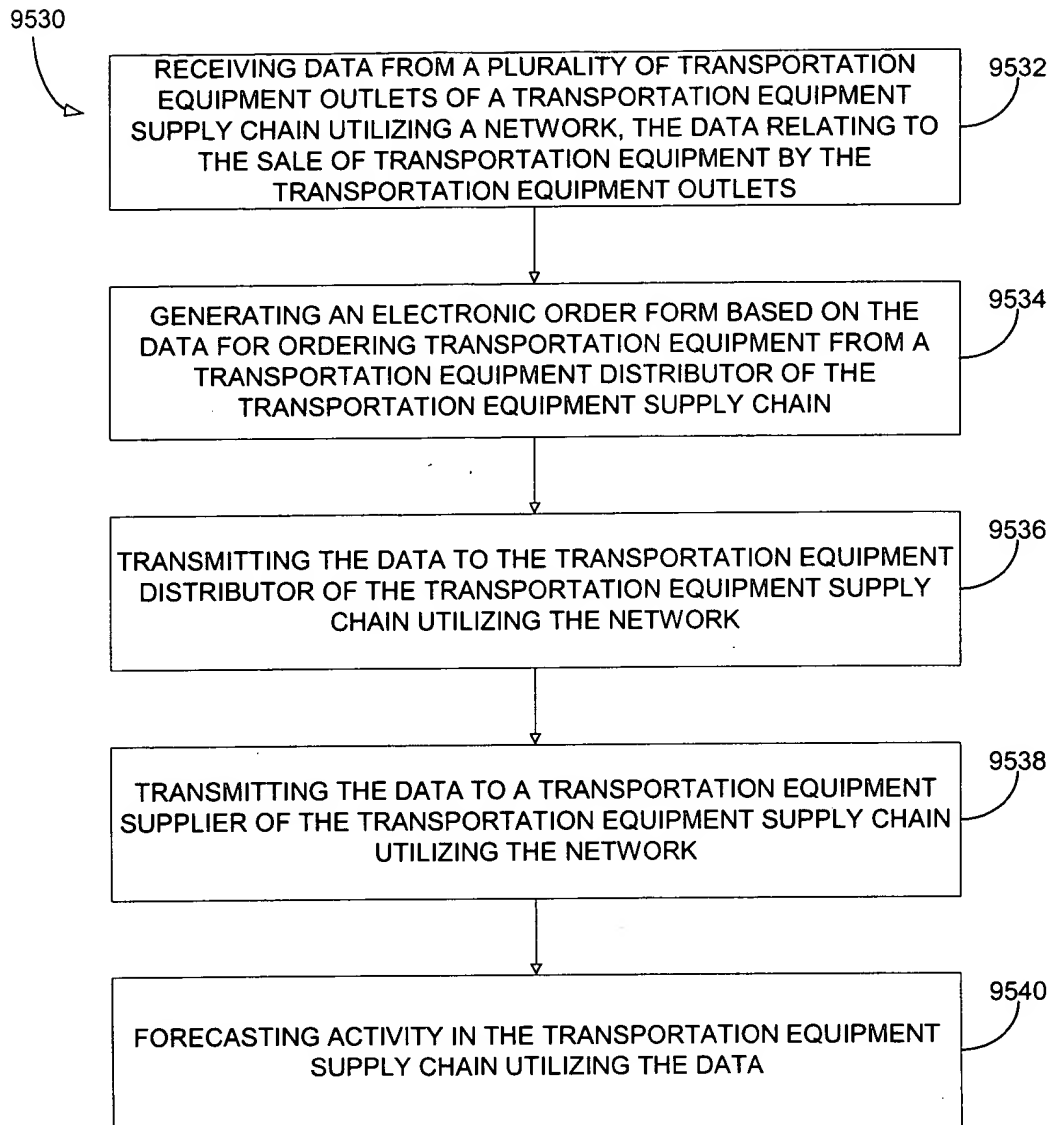 9530
RECEIVING DATA FROM A PLURALITY OF TRANSPORTATION
EQUIPMENT OUTLETS OF A TRANSPORTATION EQUIPMENT
SUPPLY CHAIN UTILIZING A NETWORK, THE DATA RELATING TO
THE SALE OF TRANSPORTATION EQUIPMENT BY THE
TRANSPORTATION EQUIPMENT OUTLETS
9532
GENERATING AN ELECTRONIC ORDER FORM BASED ON THE
DATA FOR ORDERING TRANSPORTATION EQUIPMENT FROM A
TRANSPORTATION EQUIPMENT DISTRIBUTOR OF THE
TRANSPORTATION EQUIPMENT SUPPLY CHAIN
9534
TRANSMITTING THE DATA TO THE TRANSPORTATION EQUIPMENT
DISTRIBUTOR OF THE TRANSPORTATION EQUIPMENT SUPPLY
CHAIN UTILIZING THE NETWORK
9536
TRANSMITTING THE DATA TO A TRANSPORTATION EQUIPMENT
SUPPLIER OF THE TRANSPORTATION EQUIPMENT SUPPLY CHAIN
UTILIZING THE NETWORK
9538
FORECASTING ACTIVITY IN THE TRANSPORTATION EQUIPMENT
SUPPLY CHAIN UTILIZING THE DATA
9540